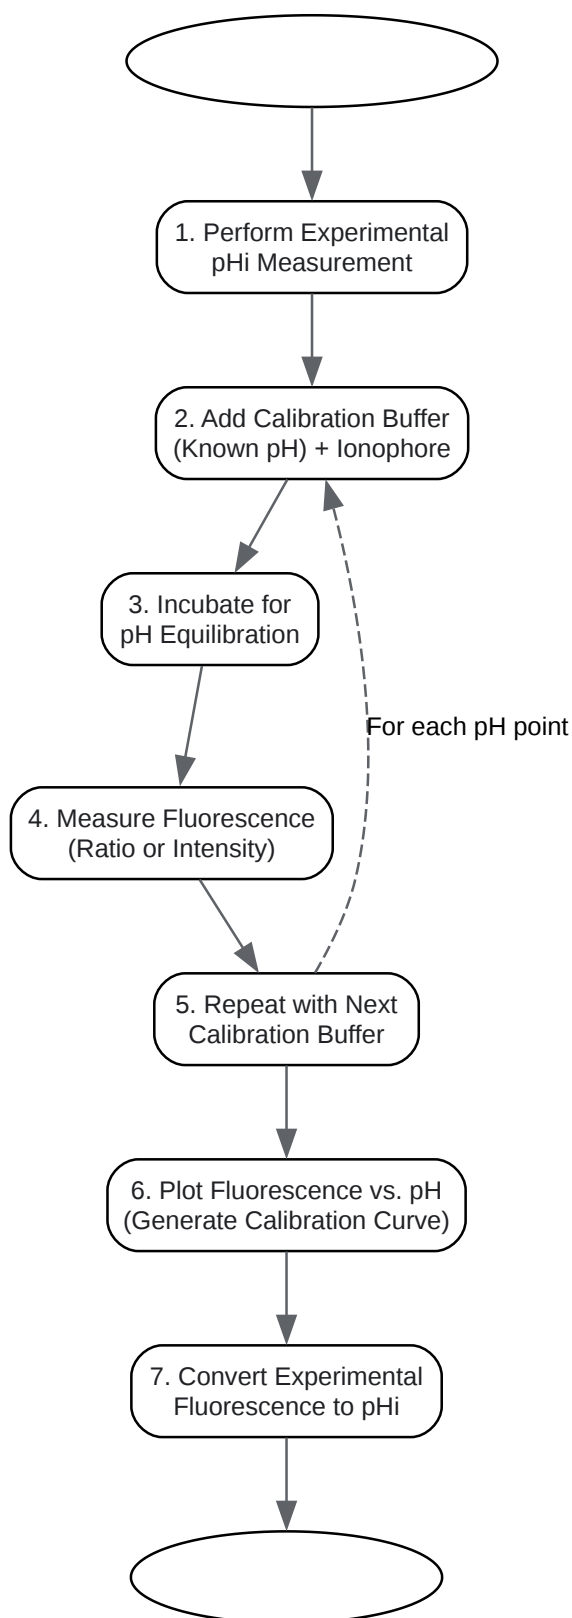 1. Perform Experimental
pHi Measurement
2. Add Calibration Buffer
(Known pH) + Ionophore
3. Incubate for
pH Equilibration
For each pH point
4. Measure Fluorescence
(Ratio or Intensity)
5. Repeat with Next
Calibration Buffer
6. Plot Fluorescence vs. pH
(Generate Calibration Curve)
7. Convert Experimental
Fluorescence to pHi